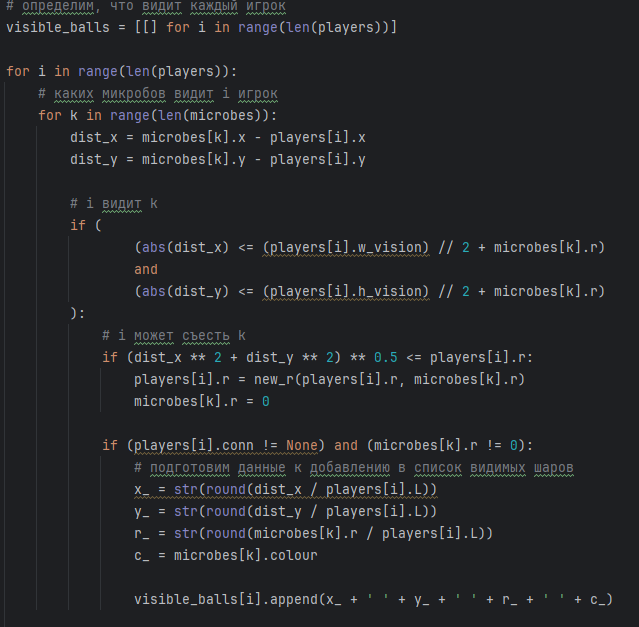 # определим, что видит каждый игрок
visible_balls = [[] for i in range(len(players))]
for i in range(len(players)):
# каких микробов видит i игрок
for k in range(len(microbes)):
dist_x = microbes[k].x - players[i].x
dist_y = microbes[k].y - players[i].y
# i видит k
if (
(abs(dist_x) <= (players[i].w_vision) // 2 + microbes[k].r)
and
(abs(dist_y) <= (players[i].h_vision) // 2 + microbes[k].r)
):
# i может съесть k
if (dist_x ** 2 + dist_y ** 2) ** 0.5 <= players[i].r:
players[i].r = new_r(players[i].r, microbes[k].r)
microbes[k].r = 0
if (players[i].conn != None) and (microbes[k].r != 0):
# подготовим данные к добавлению в список видимых шаров
x_ = str(round(dist_x / players[i].L))
y_ = str(round(dist_y / players[i].L))
r_ = str(round(microbes[k].r / players[i].L))
c_ = microbes[k].colour
visible_balls[i].append(x_ + ' ' + y_ + ' ' + r_ + ' ' + c_)